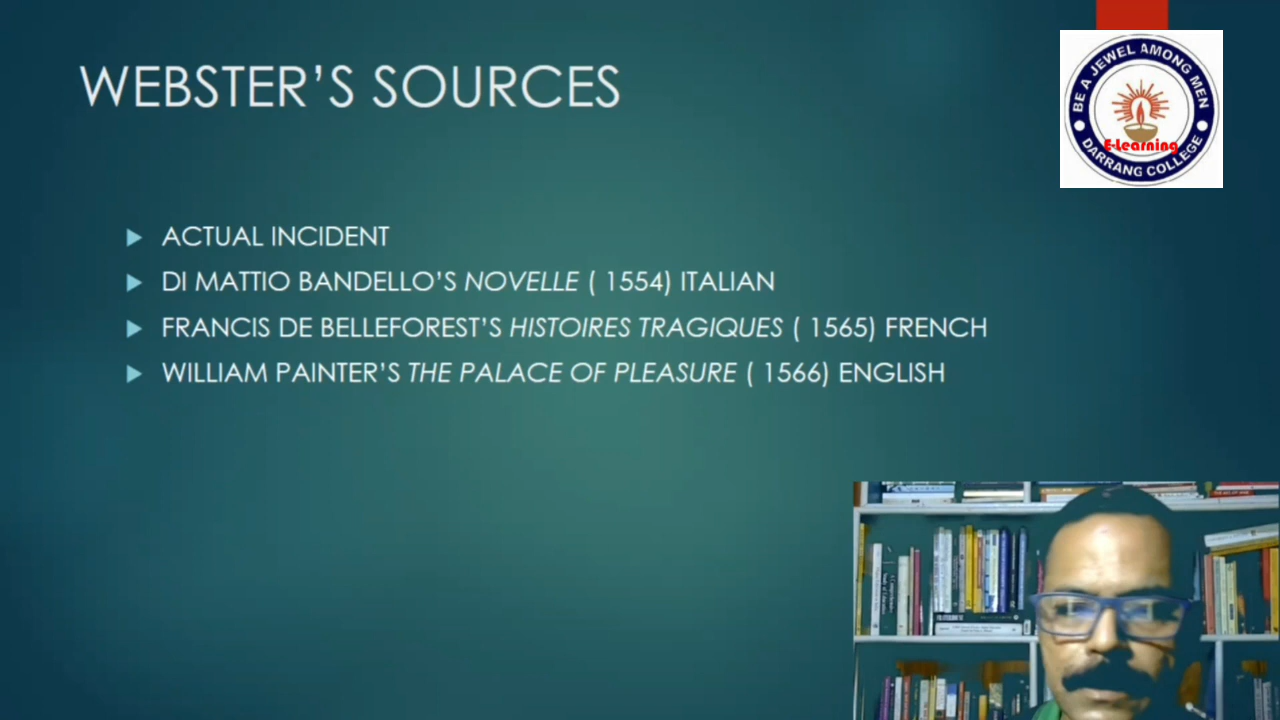 WEBSTER'S SOURCES
BE A JEWEL AMONG MEN
E-Learning
DARRANG COLLEGE
ACTUAL INCIDENT
DI MATTIO BANDELLO'S NOVELLE ( 1554) ITALIAN
FRANCIS DE BELLEFOREST'S HISTOIRES TRAGIQUES ( 1565) FRENCH
WILLIAM PAINTER'S THE PALACE OF PLEASURE ( 1566) ENGLISH